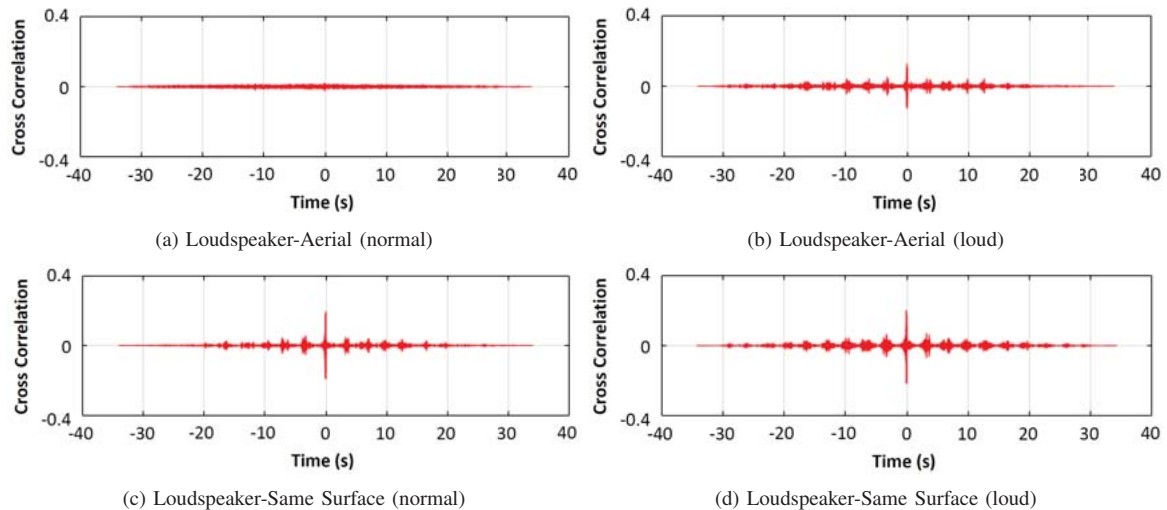 0.4
0
-0.4
Cross Correlation
-40 -30 -20 -10 0 10 20 30 40
Time (s)
(a) Loudspeaker-Aerial (normal)
0.4
0
-0.4
Cross Correlation
-40 -30 -20 -10 0 10 20 30 40
Time (s)
(b) Loudspeaker-Aerial (loud)
0.4
0
-0.4
Cross Correlation
-40 -30 -20 -10 0 10 20 30 40
Time (s)
(c) Loudspeaker-Same Surface (normal)
0.4
0
-0.4
Cross Correlation
-40 -30 -20 -10 0 10 20 30 40
Time (s)
(d) Loudspeaker-Same Surface (loud)